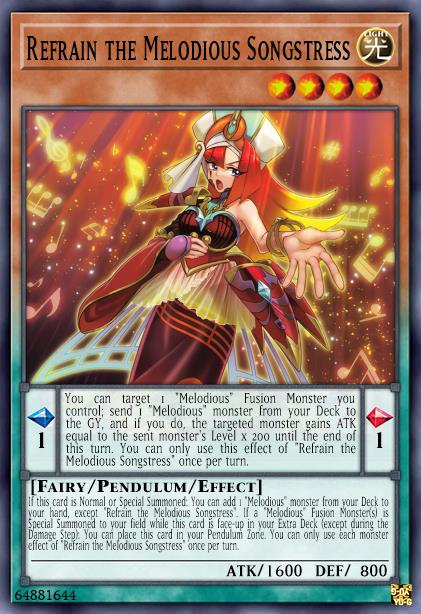 Refrain the Melodious Songstress
LIGHT
光
You can target 1 "Melodious" Fusion Monster you
control; send 1 "Melodious" monster from your Deck to
the GY, and if you do, the targeted monster gains ATK
equal to the sent monster's Level x 200 until the end of
this turn. You can only use this effect of "Refrain the
Melodious Songstress" once per turn.
1
1
[Fairy/Pendulum/Effect]
If this card is Normal or Special Summoned: You can add 1 "Melodious" monster from your Deck to
your hand, except "Refrain the Melodious Songstress". If a "Melodious" Fusion Monster(s) is
Special Summoned to your field while this card is face-up in your Extra Deck (except during the
Damage Step): You can place this card in your Pendulum Zone. You can only use each monster
effect of "Refrain the Melodious Songstress" once per turn.
ATK/1600 DEF/ 800
64881644